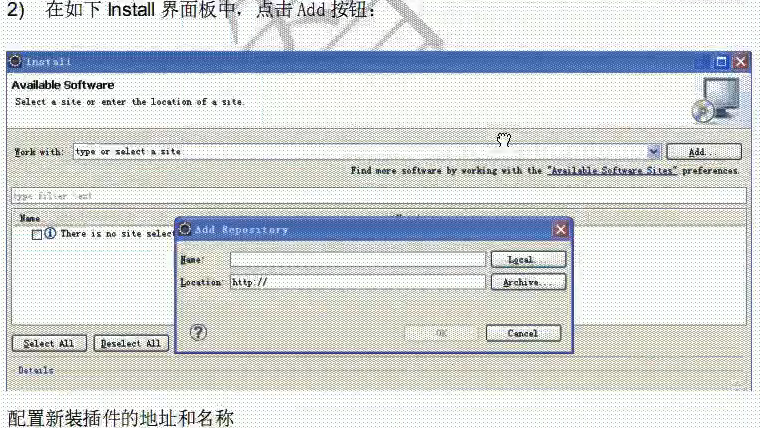 2) 在如下 Install 界面板中，点击 Add 按钮：
Install
Available Software
Select a site or enter the location of a site.
Work with: type or select a site
Add...
Find more software by working with the "Available Software Sites" preferences.
type filter text
Name
There is no site selec
Add Repository
Name:
Local...
Location: http://
Archive...
OK
Cancel
Select All
Deselect All
Details
配置新装插件的地址和名称